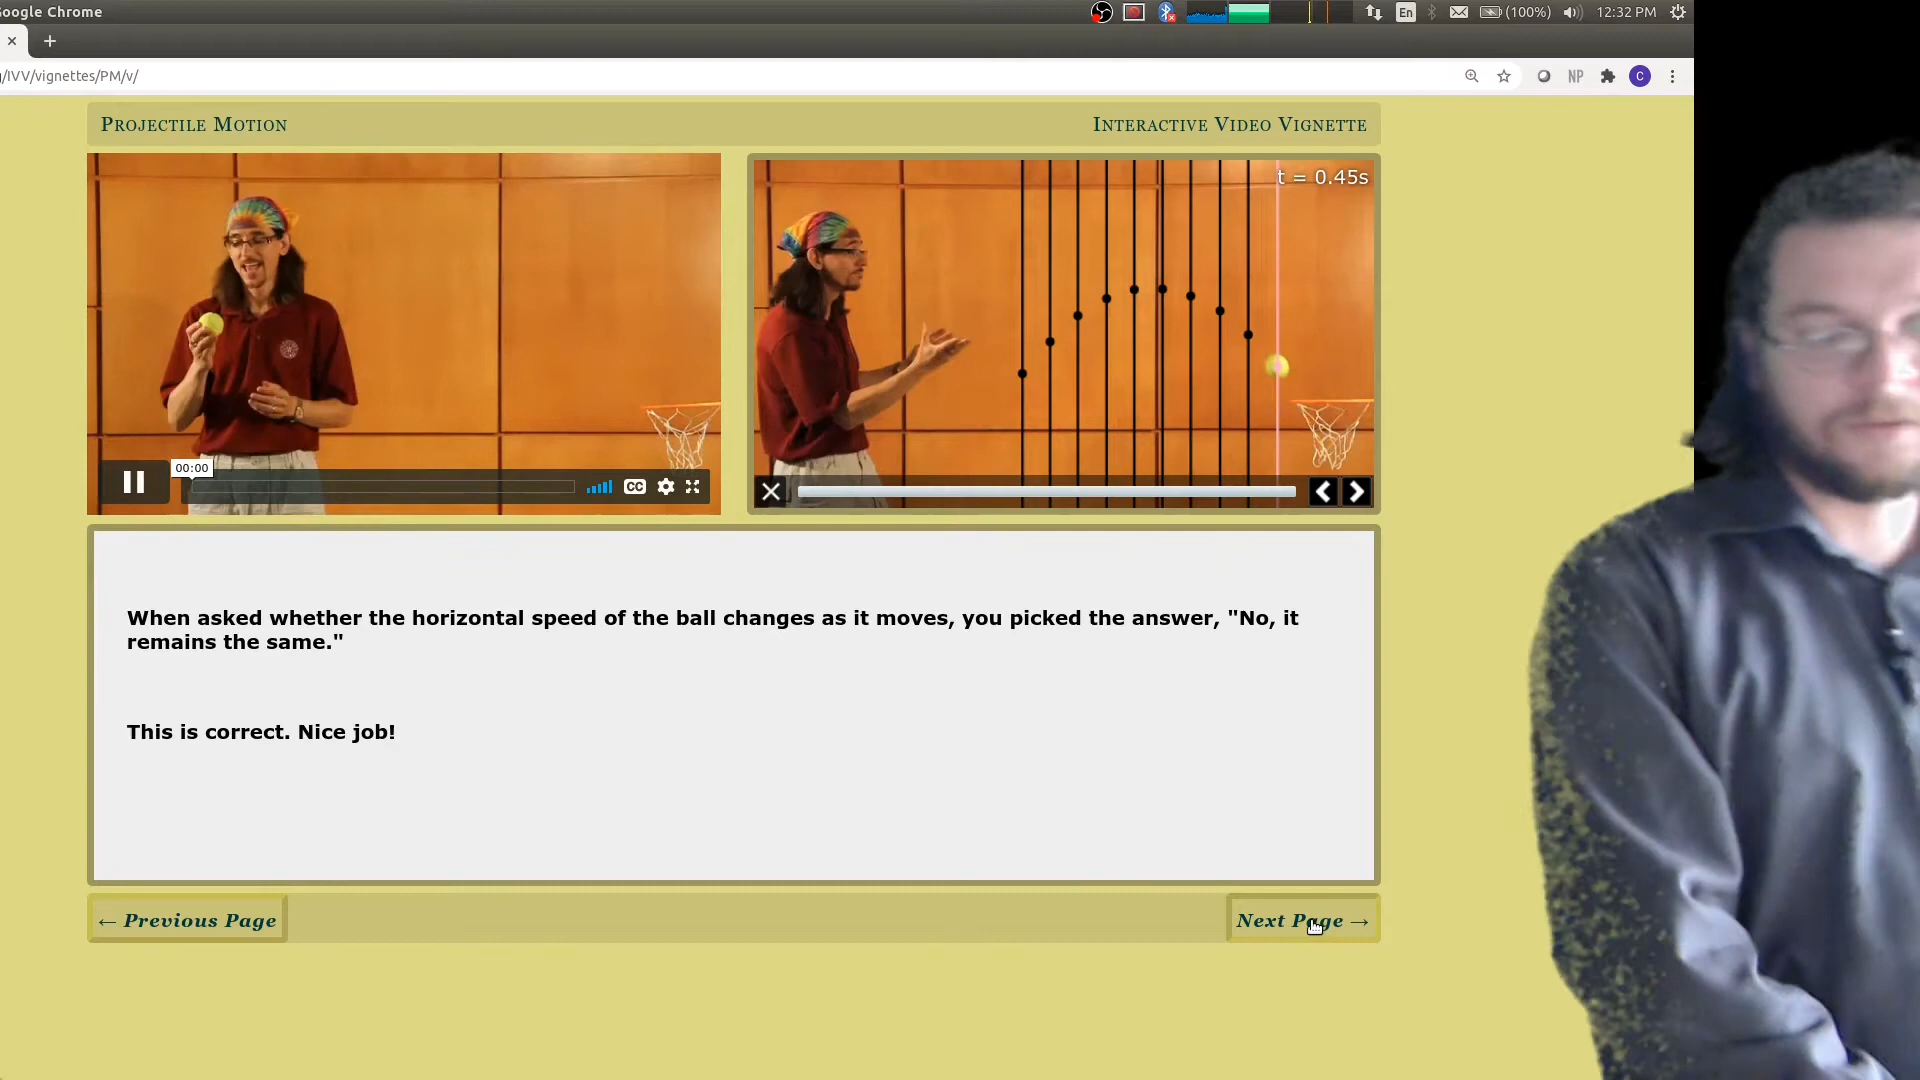 Google Chrome
En
(100%)
12:32 PM
/IVV/vignettes/PM/v/
NP
C
Projectile Motion
Interactive Video Vignette
t = 0.45s
00:00
CC
When asked whether the horizontal speed of the ball changes as it moves, you picked the answer, "No, it
remains the same."
This is correct. Nice job!
← Previous Page
Next Page →